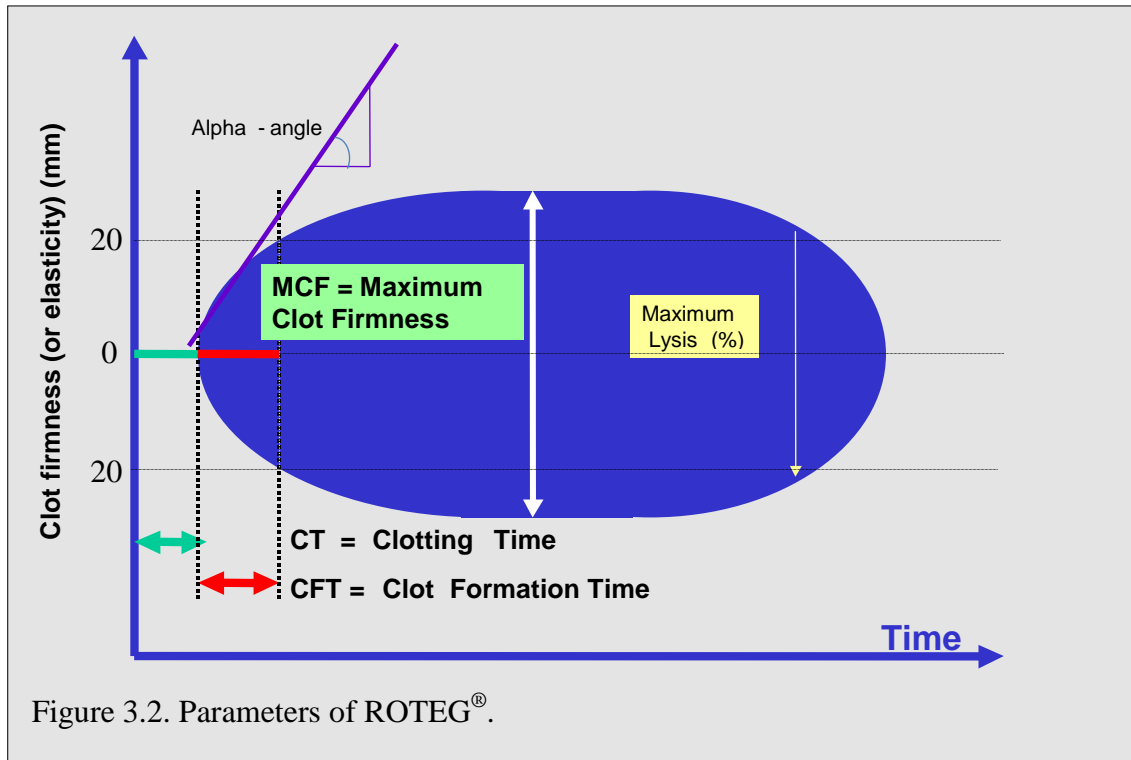 Clot firmness (or elasticity) (mm)
Alpha - angle
20
0
20
MCF = Maximum
Clot Firmness
Maximum
Lysis (%)
CT = Clotting Time
CFT = Clot Formation Time
Time
Figure 3.2. Parameters of ROTEG®.